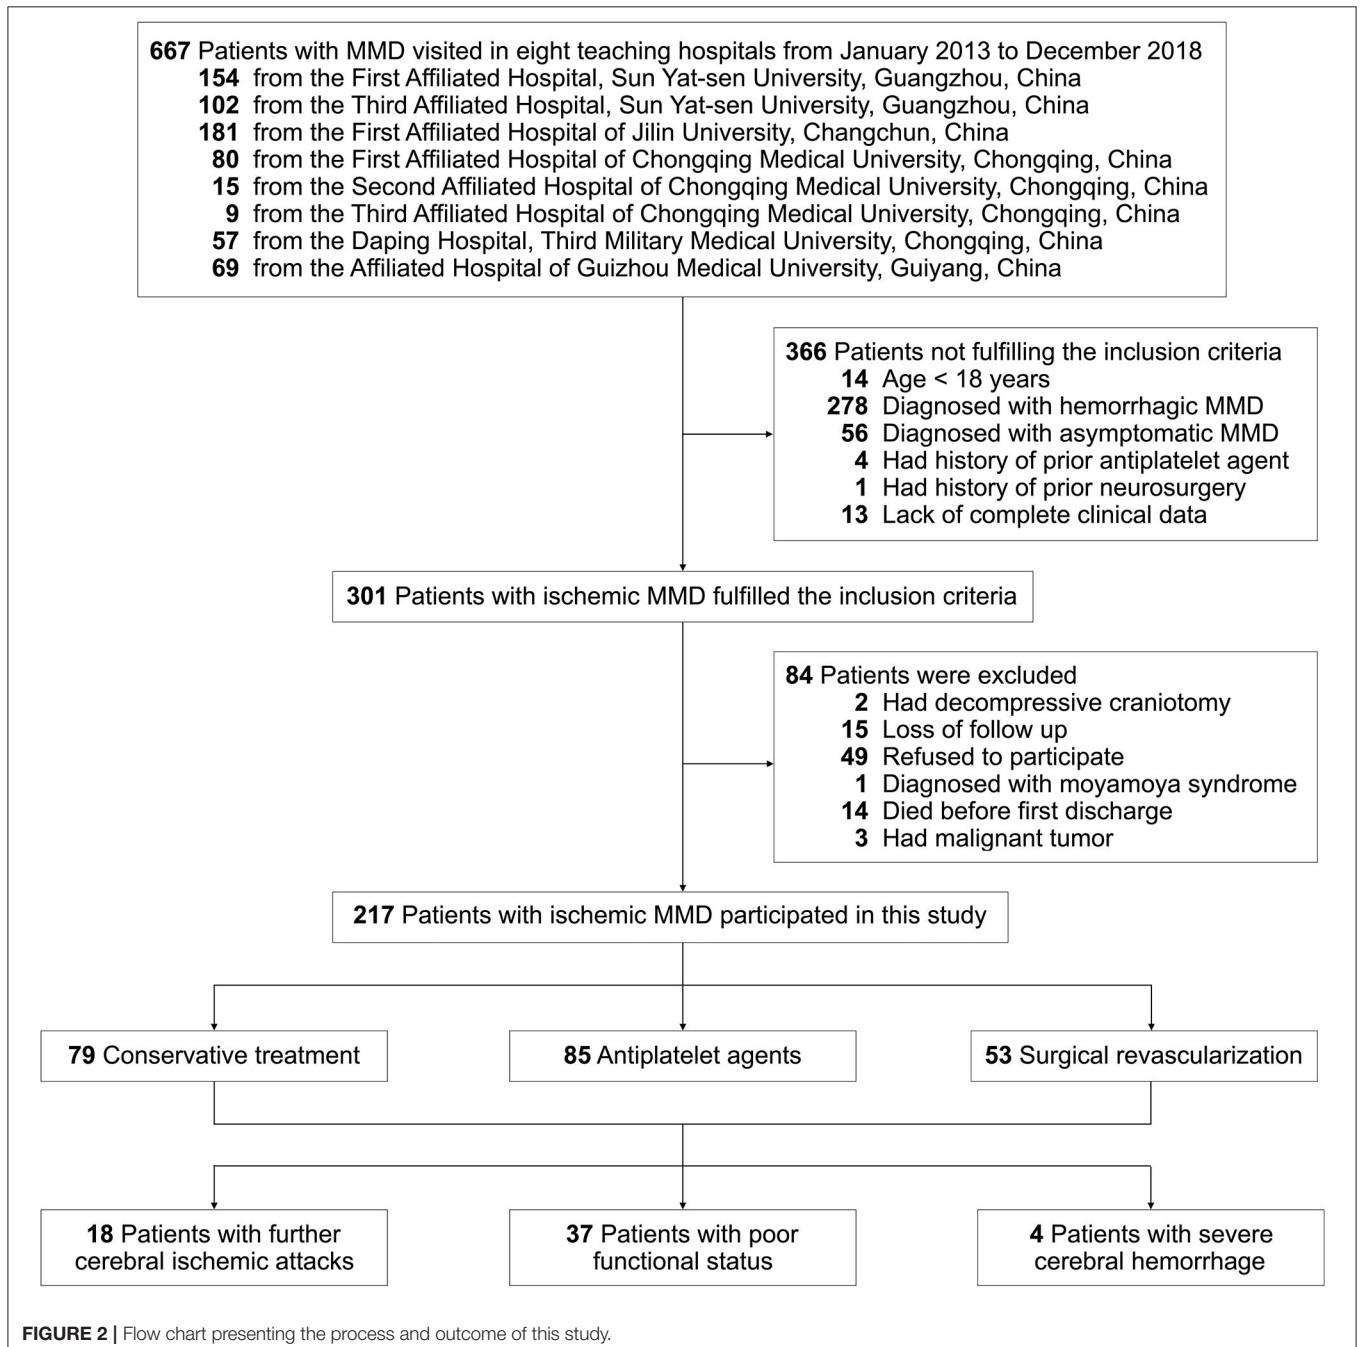 667 Patients with MMD visited in eight teaching hospitals from January 2013 to December 2018
154 from the First Affiliated Hospital, Sun Yat-sen University, Guangzhou, China
102 from the Third Affiliated Hospital, Sun Yat-sen University, Guangzhou, China
181 from the First Affiliated Hospital of Jilin University, Changchun, China
80 from the First Affiliated Hospital of Chongqing Medical University, Chongqing, China
15 from the Second Affiliated Hospital of Chongqing Medical University, Chongqing, China
9 from the Third Affiliated Hospital of Chongqing Medical University, Chongqing, China
57 from the Daping Hospital, Third Military Medical University, Chongqing, China
69 from the Affiliated Hospital of Guizhou Medical University, Guiyang, China
366 Patients not fulfilling the inclusion criteria
14 Age < 18 years
278 Diagnosed with hemorrhagic MMD
56 Diagnosed with asymptomatic MMD
4 Had history of prior antiplatelet agent
1 Had history of prior neurosurgery
13 Lack of complete clinical data
301 Patients with ischemic MMD fulfilled the inclusion criteria
84 Patients were excluded
2 Had decompressive craniotomy
15 Loss of follow up
49 Refused to participate
1 Diagnosed with moyamoya syndrome
14 Died before first discharge
3 Had malignant tumor
217 Patients with ischemic MMD participated in this study
79 Conservative treatment
85 Antiplatelet agents
53 Surgical revascularization
18 Patients with further
cerebral ischemic attacks
37 Patients with poor
functional status
4 Patients with severe
cerebral hemorrhage
FIGURE 2 | Flow chart presenting the process and outcome of this study.